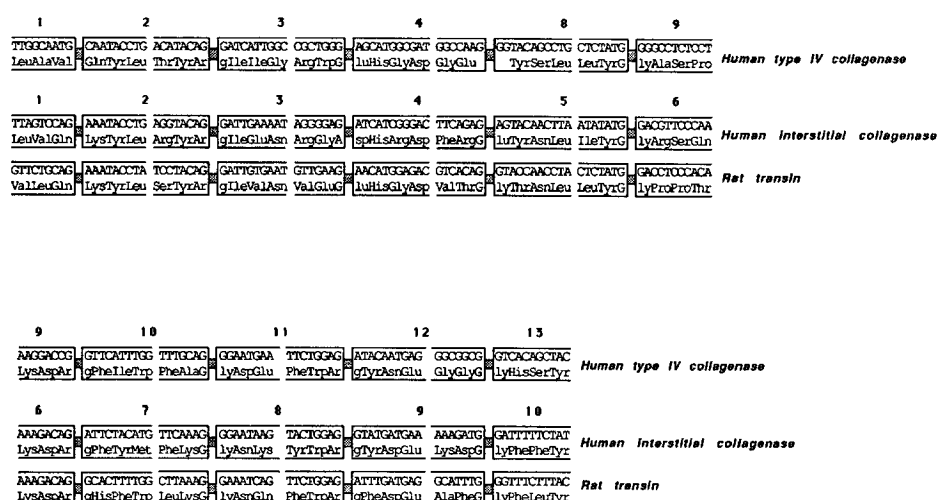 1 2 3 4 8 9
TTGGCAATG CAATACCTG ACATACAG GATCATTGGC CGCTGGG AGCATGGCGAT GGCCAAG GGTACAGCCTG CTCTATG GGGCCTCTCCT
LeuAlaVal GlnTyrLeu ThrTyrAr gIleIleGly ArgTrpG luHisGlyAsp GlyGlu TyrSerLeu LeuTyrG lyAlaSerPro
Human type IV collagenase
1 2 3 4 5 6
TTAGTCCAG AAATACCTG AGGTACAG GATTGAAAAT AGGGGAG ATCATCGGGAC TTCAGAG AGTACAACTTA ATATATG GACGTTCCCAA
LeuValGln LysTyrLeu ArgTyrAr gIleGluAsn ArgGlyA spHisArgAsp PheArgG luTyrAsnLeu IleTyrG lyArgSerGln
Human interstitial collagenase
GTTCTGCAG AAATACCTA TCCTACAG GATTGTGAAT GTTGAAG AACATGGAGAC GTCACAG GTACCAACCTA CTCTATG GACCTCCCACA
ValLeuGln LysTyrLeu SerTyrAr gIleValAsn ValGluG luHisGlyAsp ValThrG lyThrAsnLeu LeuTyrG lyProProThr
Rat transin
9 10 11 12 13
AAGGACCG GTTCATTTGG TTTGCAG GGAATGAA TTCTGGAG ATACAATGAG GGCGGCG GTCACAGCTAC
LysAspAr gPheIleTrp PheAlaG lyAspGlu PheTrpAr gTyrAsnGlu GlyGlyG lyHisSerTyr
Human type IV collagenase
6 7 8 9 10
AAAGACAG ATTCTACATG TTCAAAG GGAATAAG TACTGGAG GTATGATGAA AAAGATG GATTTTTCTAT
LysAspAr gPheTyrMet PheLysG lyAsnLys TyrTrpAr gTyrAspGlu LysAspG lyPhePheTyr
Human interstitial collagenase
AAAGACAG GCACTTTTGG CTTAAAG GAAATCAG TTCTGGAG ATTTGATGAG GCATTTG GGTTTCTTTAC
LysAspAr gHisPheTrp LeuLysG lyAsnGln PheTrpAr gPheAspGlu AlaPheG lyPheLeuTyr
Rat transin